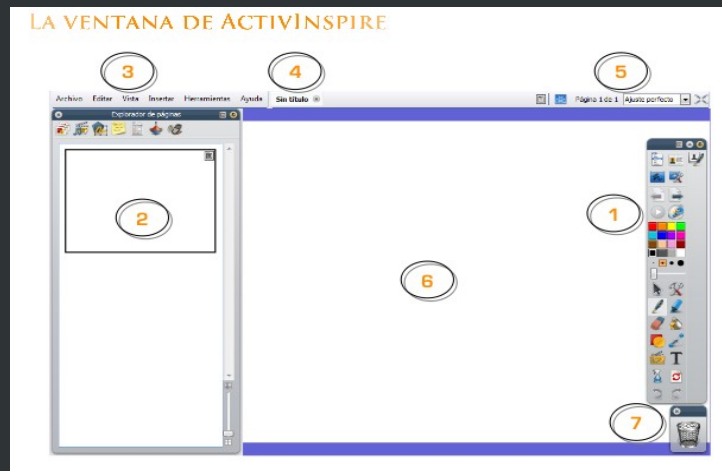 LA VENTANA DE ACTIVINSPIRE
3
4
5
Archivo Editar Vista Insertar Herramientas Ayuda Sin título Página 1 de 1 Ajuste perfecto
Explorador de páginas
2
1
6
T
7